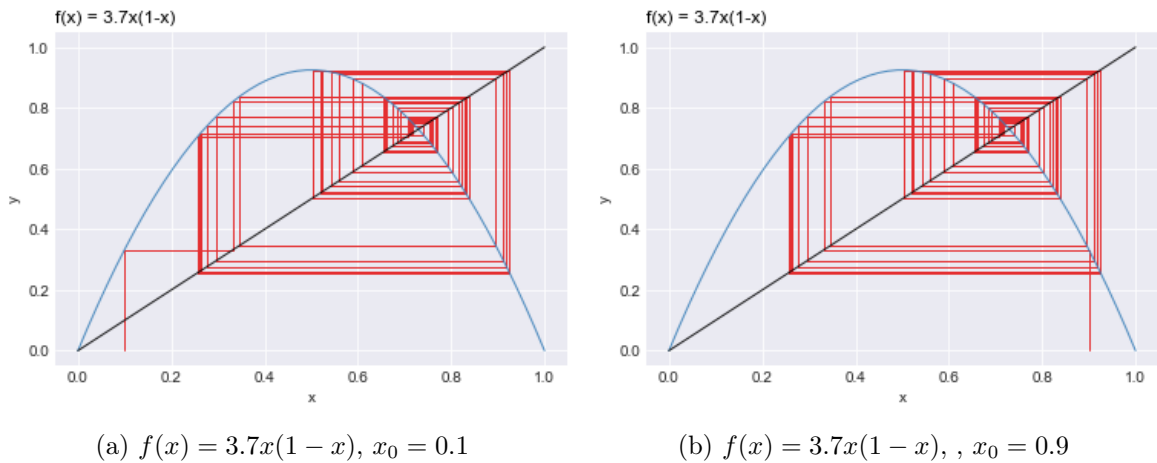 f(x) = 3.7x(1-x)
1.0
0.8
0.6
0.4
0.2
0.0
y
0.0 0.2 0.4 0.6 0.8 1.0
x
(a) f(x) = 3.7x(1 − x), x₀ = 0.1
f(x) = 3.7x(1-x)
1.0
0.8
0.6
0.4
0.2
0.0
y
0.0 0.2 0.4 0.6 0.8 1.0
x
(b) f(x) = 3.7x(1 − x), , x₀ = 0.9